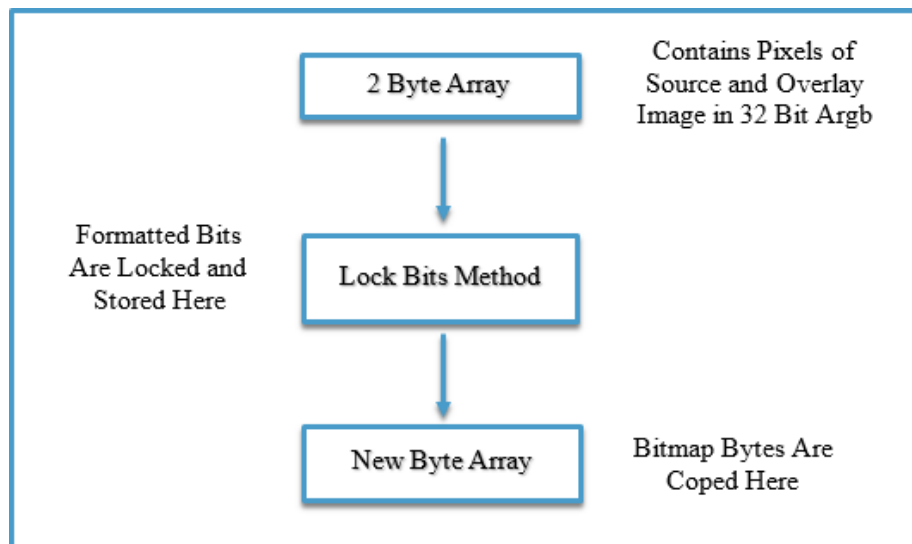 2 Byte Array
Contains Pixels of
Source and Overlay
Image in 32 Bit Argb
Formatted Bits
Are Locked and
Stored Here
Lock Bits Method
New Byte Array
Bitmap Bytes Are
Coped Here